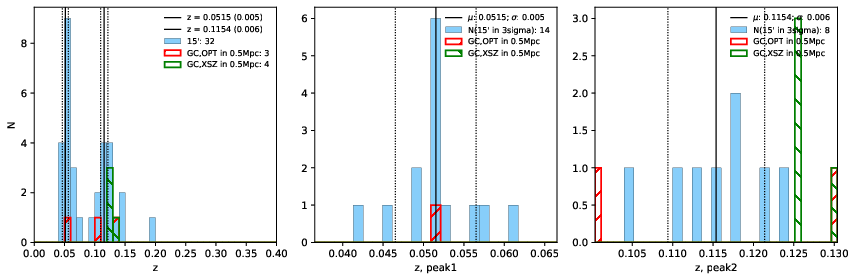 z = 0.0515 (0.005)
z = 0.1154 (0.006)
15': 32
GC,OPT in 0.5Mpc: 3
GC,XSZ in 0.5Mpc: 4
N
8
6
4
2
0
0.00 0.05 0.10 0.15 0.20 0.25 0.30 0.35 0.40
z
μ: 0.0515; σ: 0.005
N(15' in 3sigma): 14
GC,OPT in 0.5Mpc
GC,XSZ in 0.5Mpc
6
5
4
3
2
1
0
0.040 0.045 0.050 0.055 0.060 0.065
z, peak1
μ: 0.1154; σ: 0.006
N(15' in 3sigma): 8
GC,OPT in 0.5Mpc
GC,XSZ in 0.5Mpc
3.0
2.5
2.0
1.5
1.0
0.5
0.0
0.105 0.110 0.115 0.120 0.125 0.130
z, peak2